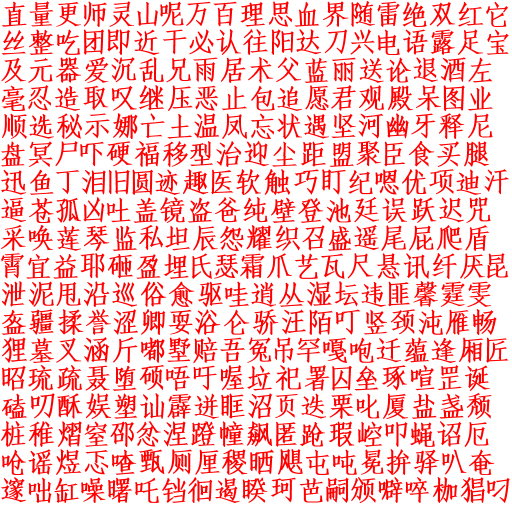 直量更师灵山呢万百理思血界随雷绝双红它
丝整吃团即近干必认往阳达刀兴电语露足宝
及元器爱沉乱兄雨居术父蓝丽送论退酒左
毫忍造取叹继压恶止包追愿君观殿呆图业
顺选秘示娜亡土温凤忘状遇坚河幽牙释尼
盘冥尸吓硬福移型治迎尘距盟聚臣食买腿
迅鱼丁泪旧圆迹趣医软触巧盯纪嗯优项迪汗
逼苍孤凶吐盖镜盗爸纯壁登池廷误跃迟咒
采唤莲琴监私坦辰怨耀织召盛遥尾屁爬盾
霄宜益耶砸盈埋氏瑟霜爪艺瓦尺悬讯纤厌昆
泄泥甩沿巡俗愈驱哇逍丛湿坛违匪馨霆雯
盔疆揉誉涩卿耍浴仑骄汪陌叮竖颈沌雁畅
狸墓叉涵斤嘟墅赔吾冤吊罕嘎咆迁蕴逢厢匠
昭琉疏聂堕硕唔吁喔垃祀署囚垒琢喧罡诞
磕叨酥娱塑讪霹迸眶沼页迭栗叱厦盐盏颓
桩稚熠窒邵忿涅蹬幢飙匿跄瑕崆叩蝇诏厄
呛谣煜忑喳甄厕厘稷晒飓屯吨冕拚驿叭奄
邃咄缸噪曙吒铛徊遏睽珂芭嗣颁噼啐枷猖叼